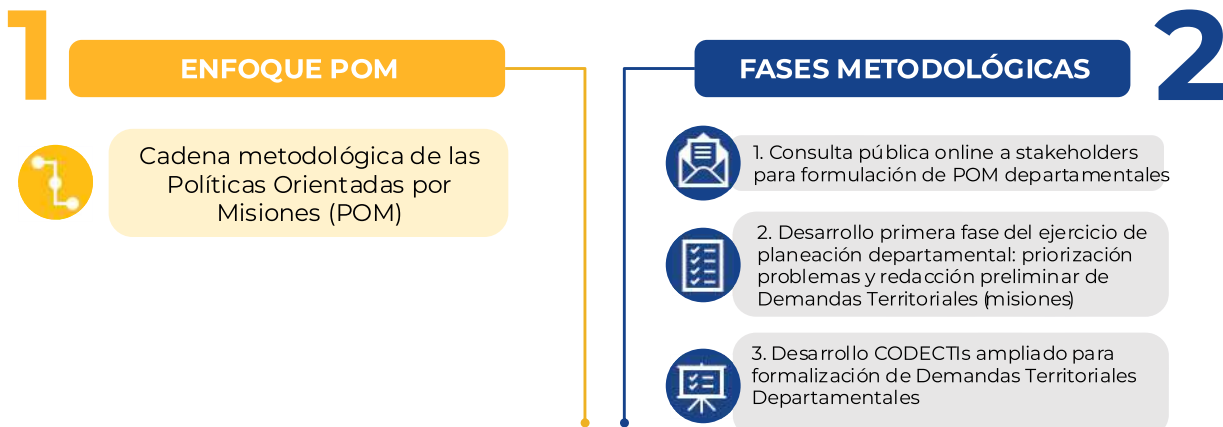 1
ENFOQUE POM
Cadena metodológica de las
Políticas Orientadas por
Misiones (POM)
FASES METODOLÓGICAS
2
1. Consulta pública online a stakeholders
para formulación de POM departamentales
2. Desarrollo primera fase del ejercicio de
planeación departamental: priorización
problemas y redacción preliminar de
Demandas Territoriales (misiones)
3. Desarrollo CODECTIs ampliado para
formalización de Demandas Territoriales
Departamentales